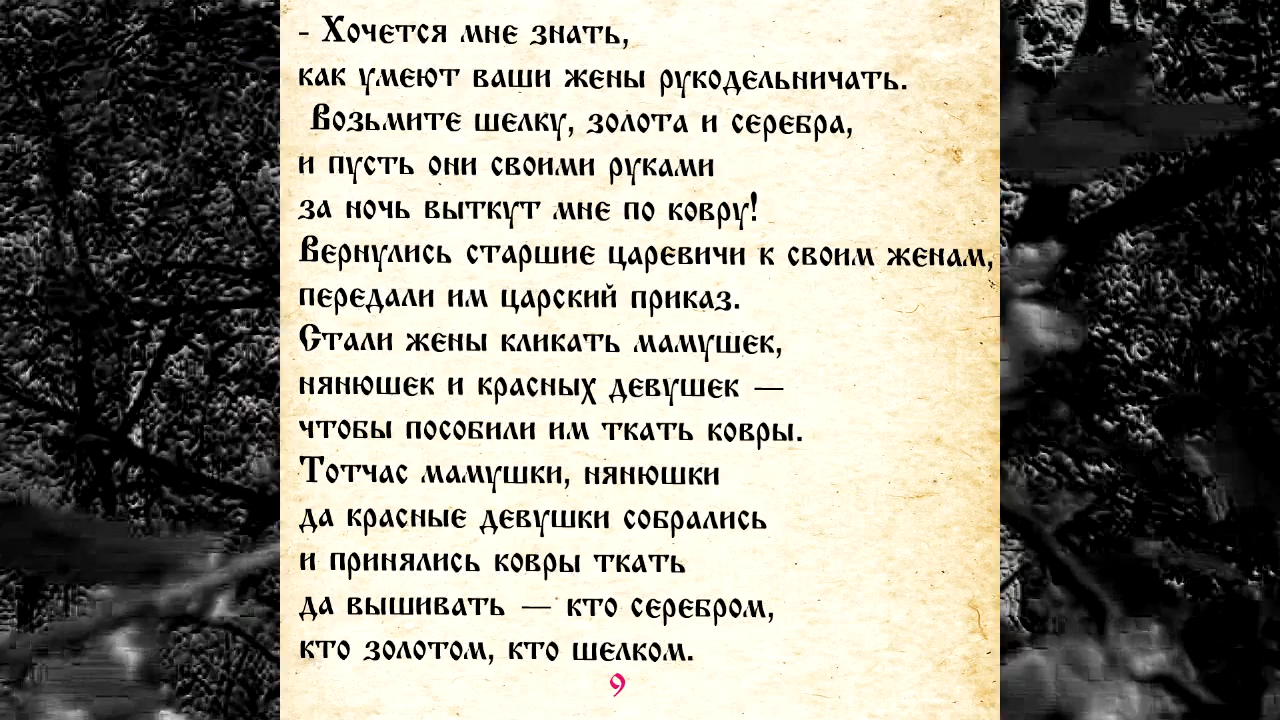 - Хочется мне знать,
как умеют ваши жены рукодельничать.
Возьмите шелку, золота и серебра,
и пусть они своими руками
за ночь выткут мне по ковру!
Вернулись старшие царевичи к своим женам,
передали им царский приказ.
Стали жены кликать мамушек,
нянюшек и красных девушек —
чтобы пособили им ткать ковры.
Тотчас мамушки, нянюшки
да красные девушки собрались
и принялись ковры ткать
да вышивать — кто серебром,
кто золотом, кто шелком.
9